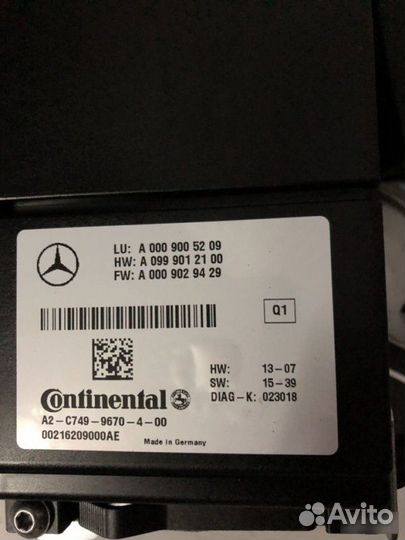 LU: A 000 900 52 09
HW: A 099 901 21 00
FW: A 000 902 94 29
Q1
HW: 13-07
SW: 15-39
DIAG-K: 023018
Continental
A2-C749-9670-4-00
00216209000AE
Made in Germany
Avito